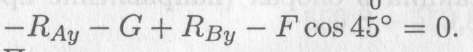 -R_{Ay} - G + R_{By} - F cos 45° = 0.